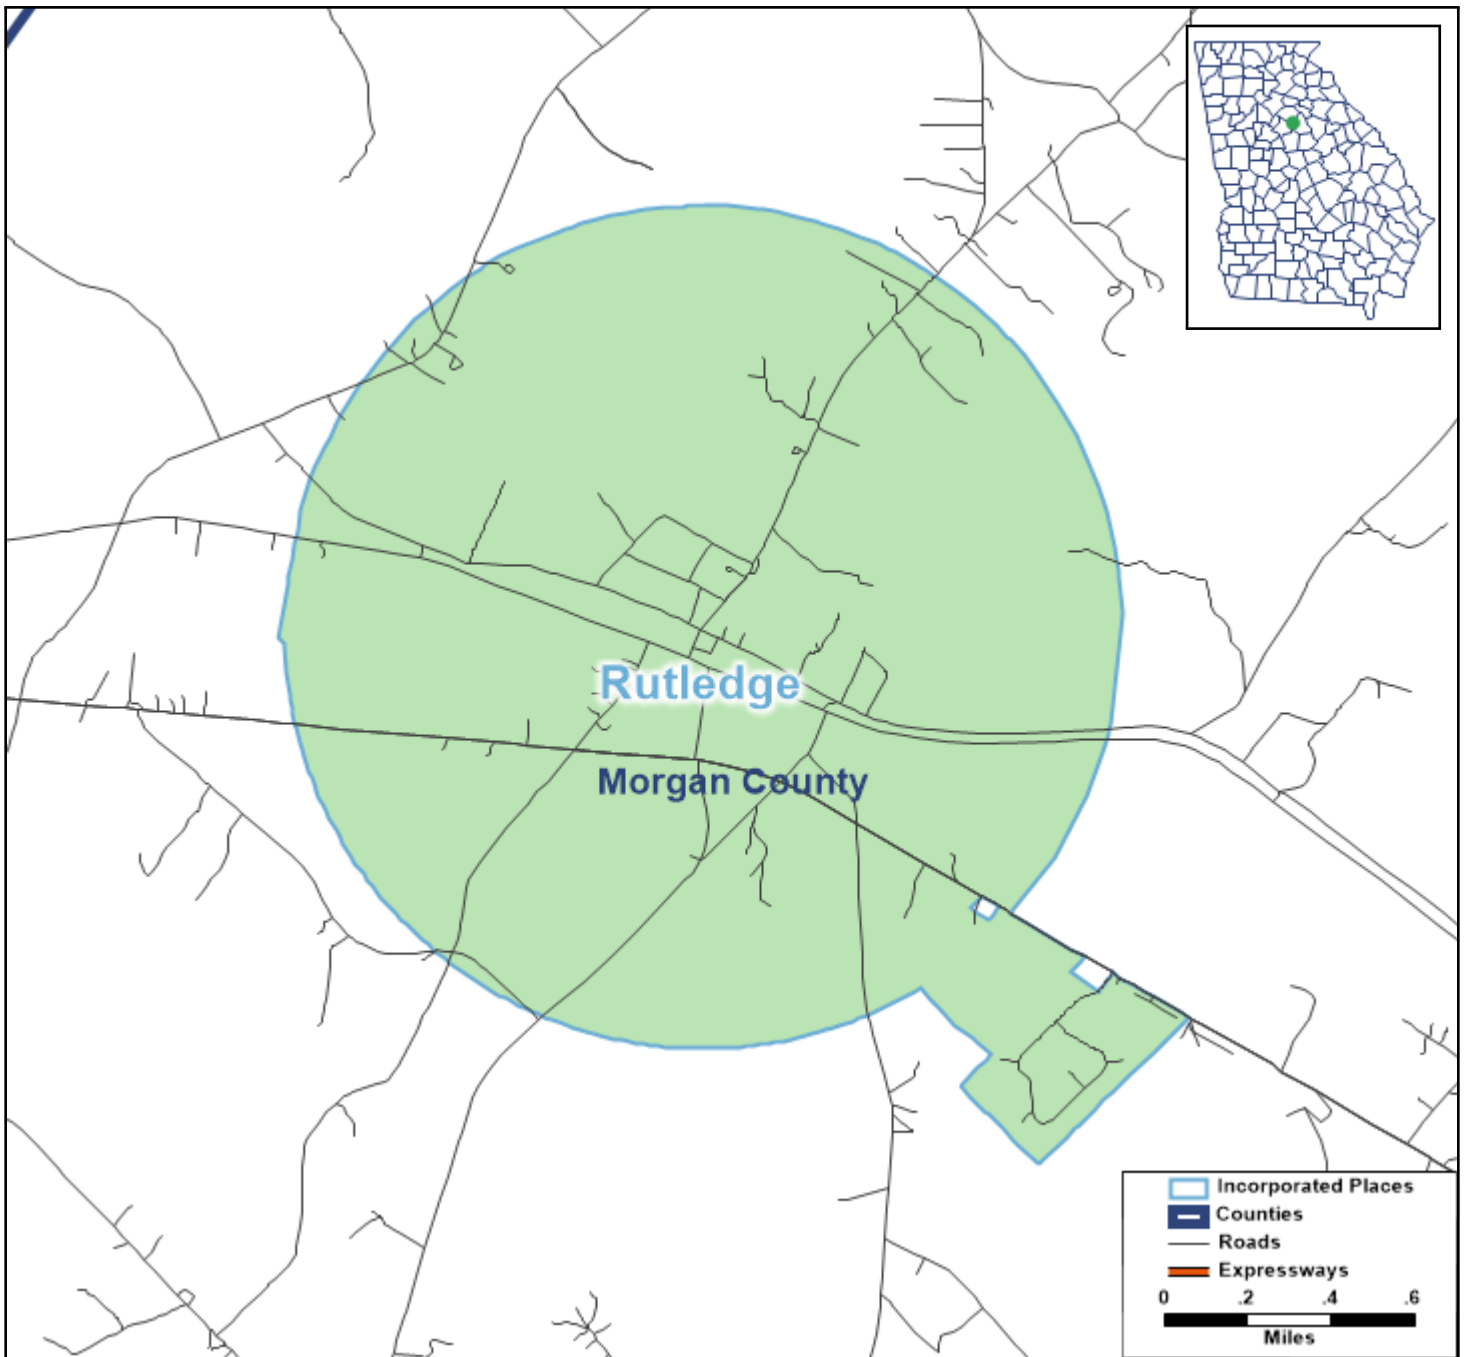 Rutledge
Morgan County
Incorporated Places
Counties
Roads
Expressways
0 .2 .4 .6
Miles